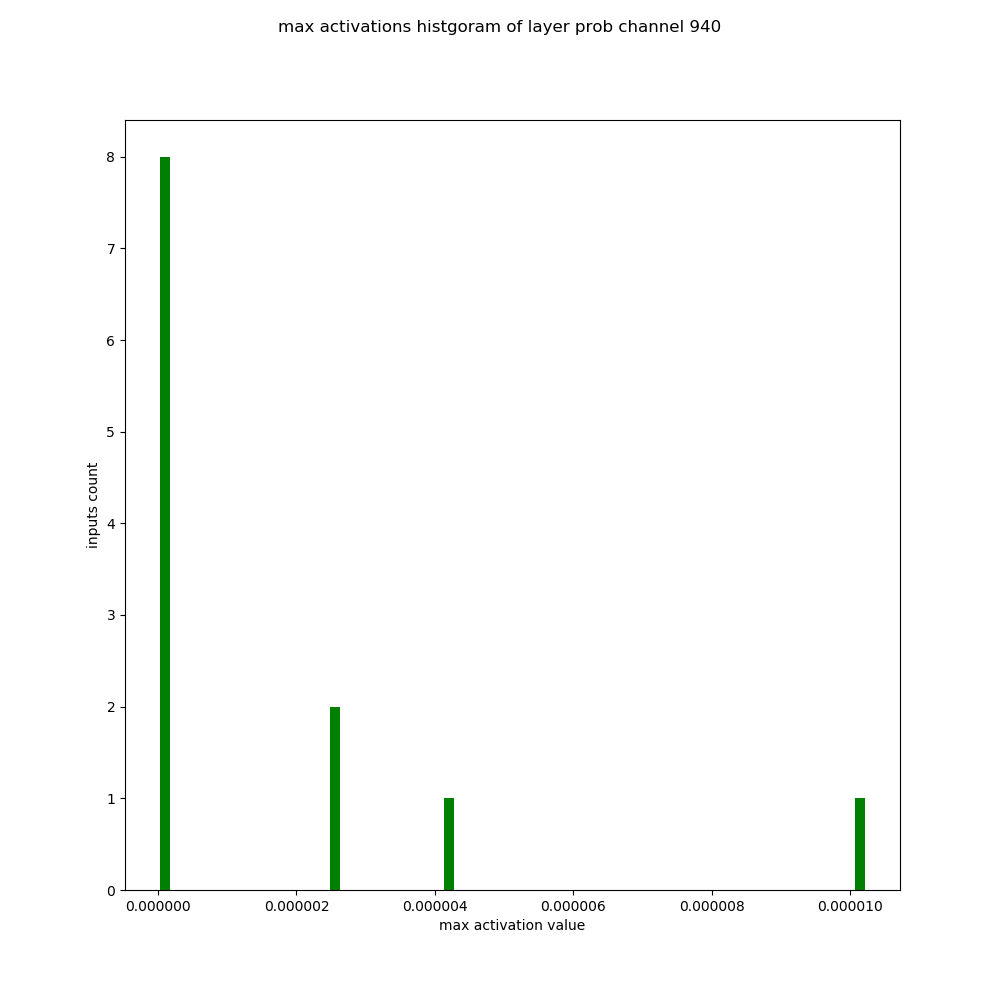 max activations histgoram of layer prob channel 940
8
7
6
5
4
3
2
1
0
inputs count
0.000000 0.000002 0.000004 0.000006 0.000008 0.000010
max activation value